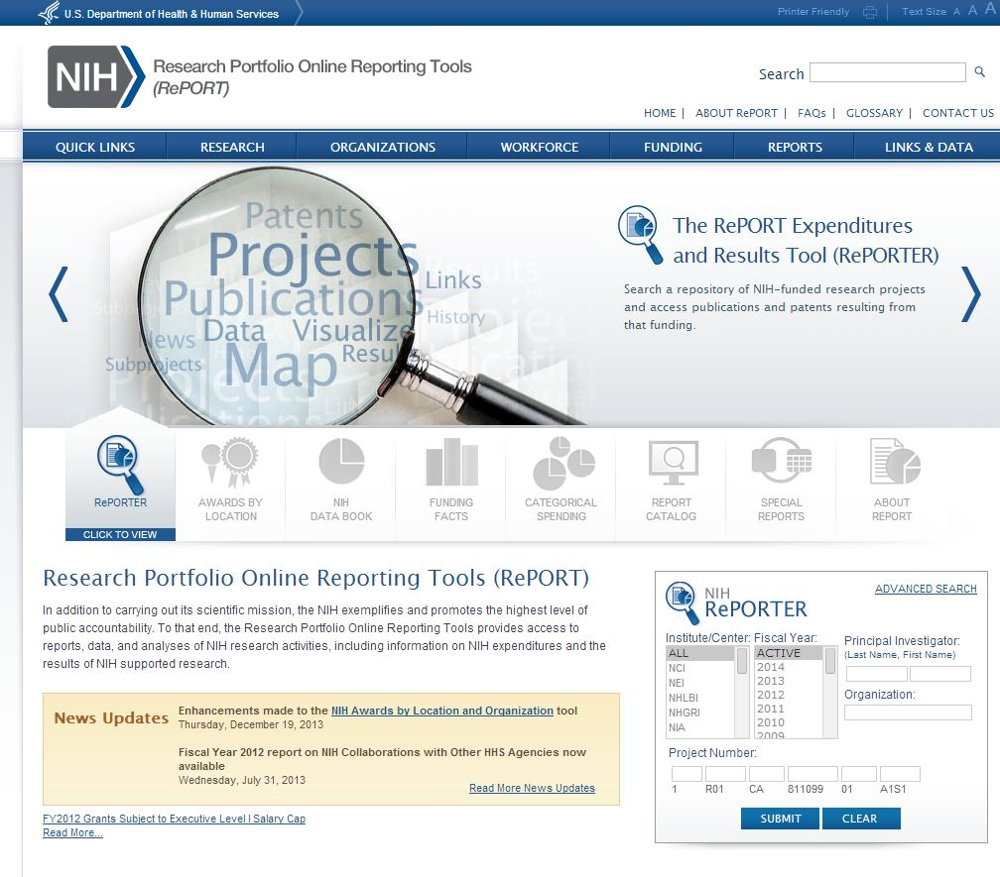 U.S. Department of Health & Human Services
Printer Friendly
Text Size A A A
NIH
Research Portfolio Online Reporting Tools
(RePORT)
Search
HOME | ABOUT RePORT | FAQs | GLOSSARY | CONTACT US
QUICK LINKS RESEARCH ORGANIZATIONS WORKFORCE FUNDING REPORTS LINKS & DATA
Patents
Projects
Links
Publications
History
Data Visualize
News
Results
Subprojects
Map
The RePORT Expenditures
and Results Tool (RePORTER)
Search a repository of NIH-funded research projects
and access publications and patents resulting from
that funding.
RePORTER
CLICK TO VIEW
AWARDS BY
LOCATION
NIH
DATA BOOK
FUNDING
FACTS
CATEGORICAL
SPENDING
REPORT
CATALOG
SPECIAL
REPORTS
ABOUT
REPORT
Research Portfolio Online Reporting Tools (RePORT)
In addition to carrying out its scientific mission, the NIH exemplifies and promotes the highest level of
public accountability. To that end, the Research Portfolio Online Reporting Tools provides access to
reports, data, and analyses of NIH research activities, including information on NIH expenditures and the
results of NIH supported research.
News Updates
Enhancements made to the NIH Awards by Location and Organization tool
Thursday, December 19, 2013
Fiscal Year 2012 report on NIH Collaborations with Other HHS Agencies now
available
Wednesday, July 31, 2013
Read More News Updates
FY2012 Grants Subject to Executive Level I Salary Cap
Read More...
NIH
RePORTER
ADVANCED SEARCH
Institute/Center:
ALL
NCI
NEI
NHLBI
NHGRI
NIA
Fiscal Year:
ACTIVE
2014
2013
2012
2011
2010
2009
Principal Investigator:
(Last Name, First Name)
Organization:
Project Number:
1 R01 CA 811099 01 A1S1
SUBMIT CLEAR